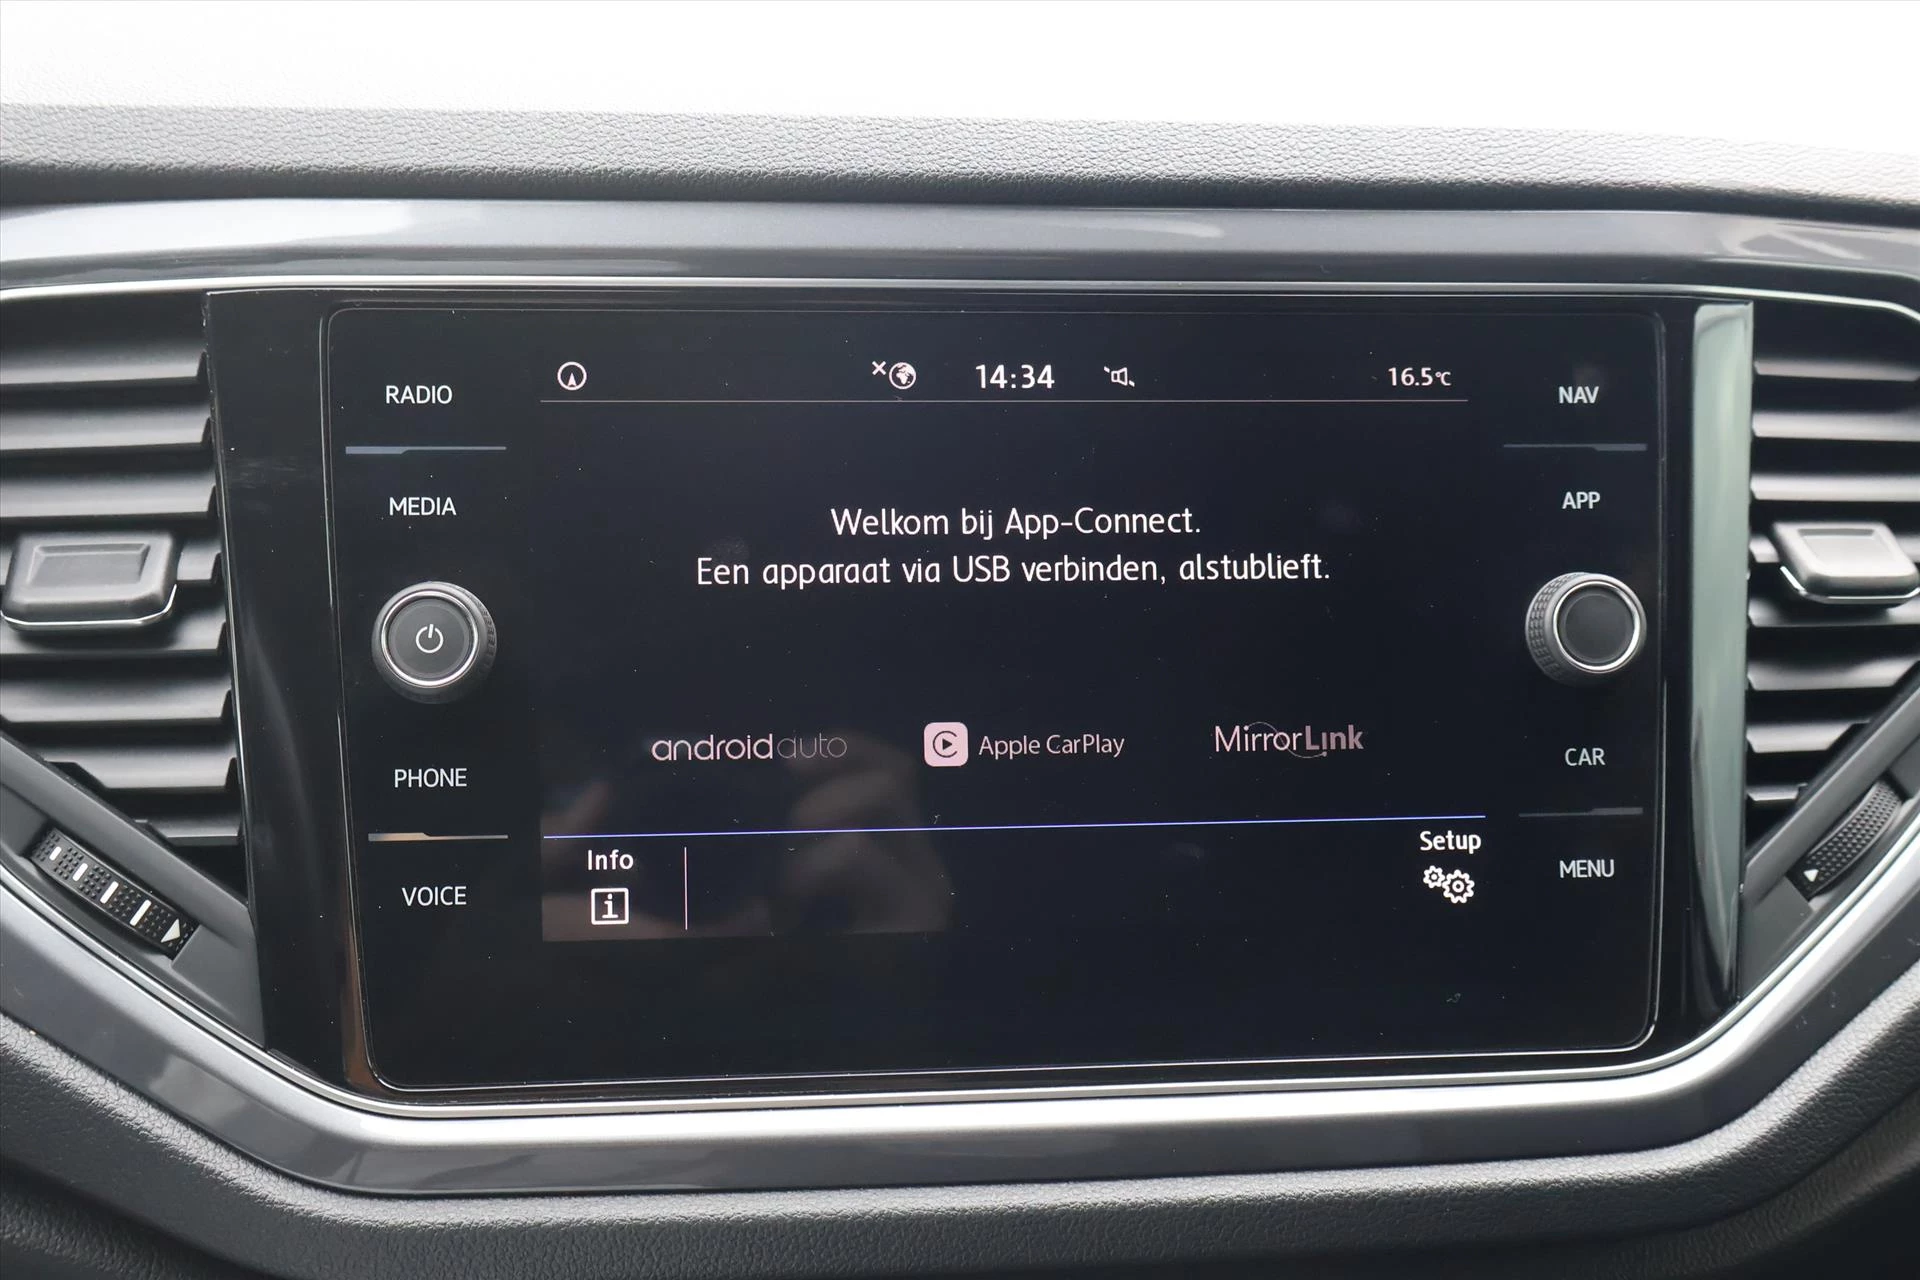 RADIO
MEDIA
PHONE
VOICE
14:34
16.5°C
Welkom bij App-Connect.
Een apparaat via USB verbinden, alstublieft.
androidauto
Apple CarPlay
MirrorLink
Info
i
Setup
NAV
APP
CAR
MENU